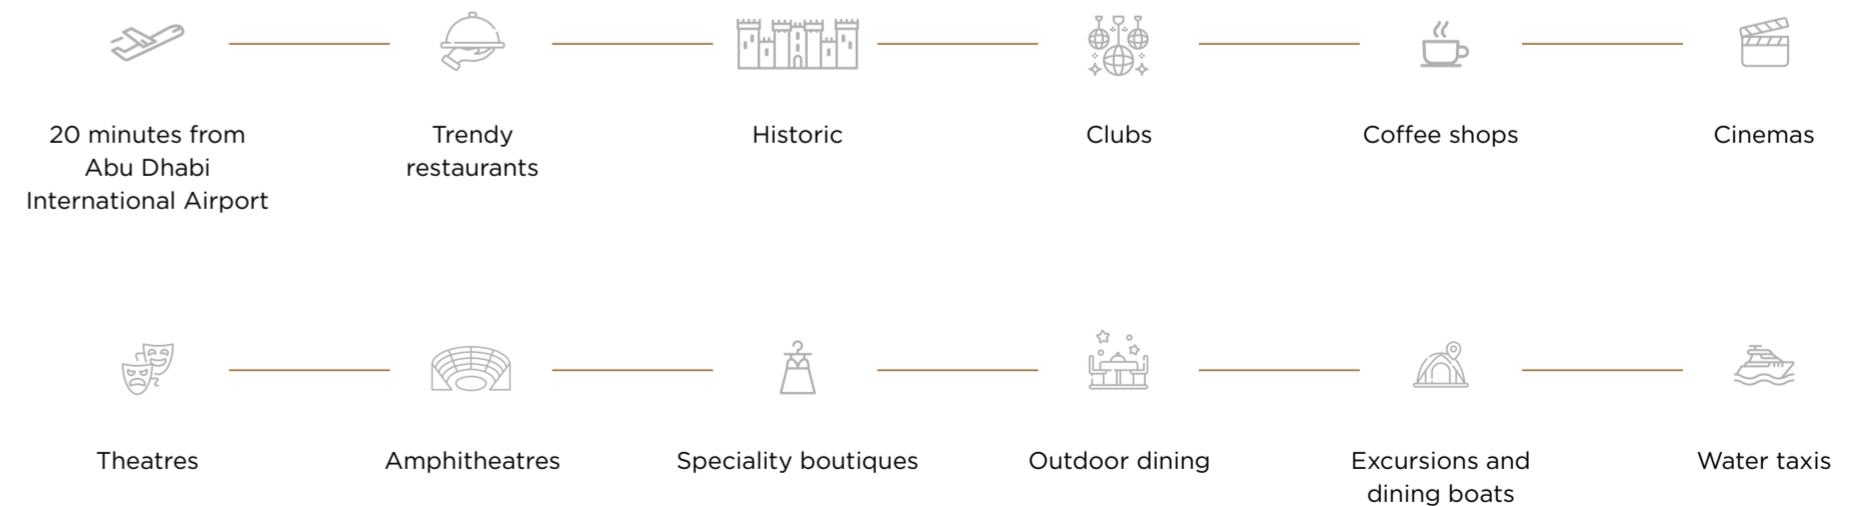 20 minutes from
Abu Dhabi
International Airport
Trendy
restaurants
Historic
Clubs
Coffee shops
Cinemas
Theatres
Amphitheatres
Speciality boutiques
Outdoor dining
Excursions and
dining boats
Water taxis